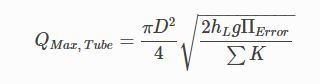 Q_{Max, Tube} = \frac{\pi D^2}{4} \sqrt{\frac{2 h_L g \Pi_{Error}}{\sum K}}